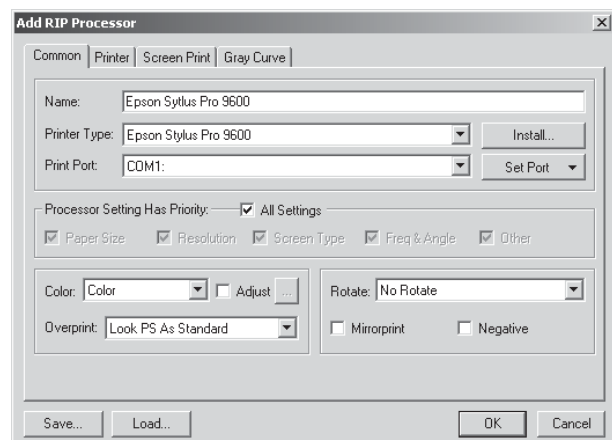 Add RIP Processor
Common Printer Screen Print Gray Curve
Name: Epson Sytlus Pro 9600
Printer Type: Epson Stylus Pro 9600 Install...
Print Port: COM1: Set Port
Processor Setting Has Priority: All Settings
Paper Size Resolution Screen Type Freq & Angle Other
Color: Color Adjust ... Rotate: No Rotate
Overprint: Look PS As Standard Mirrorprint Negative
Save... Load... OK Cancel